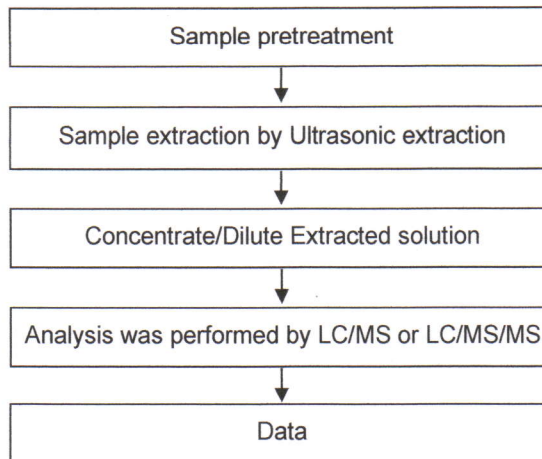 Sample pretreatment
Sample extraction by Ultrasonic extraction
Concentrate/Dilute Extracted solution
Analysis was performed by LC/MS or LC/MS/MS
Data